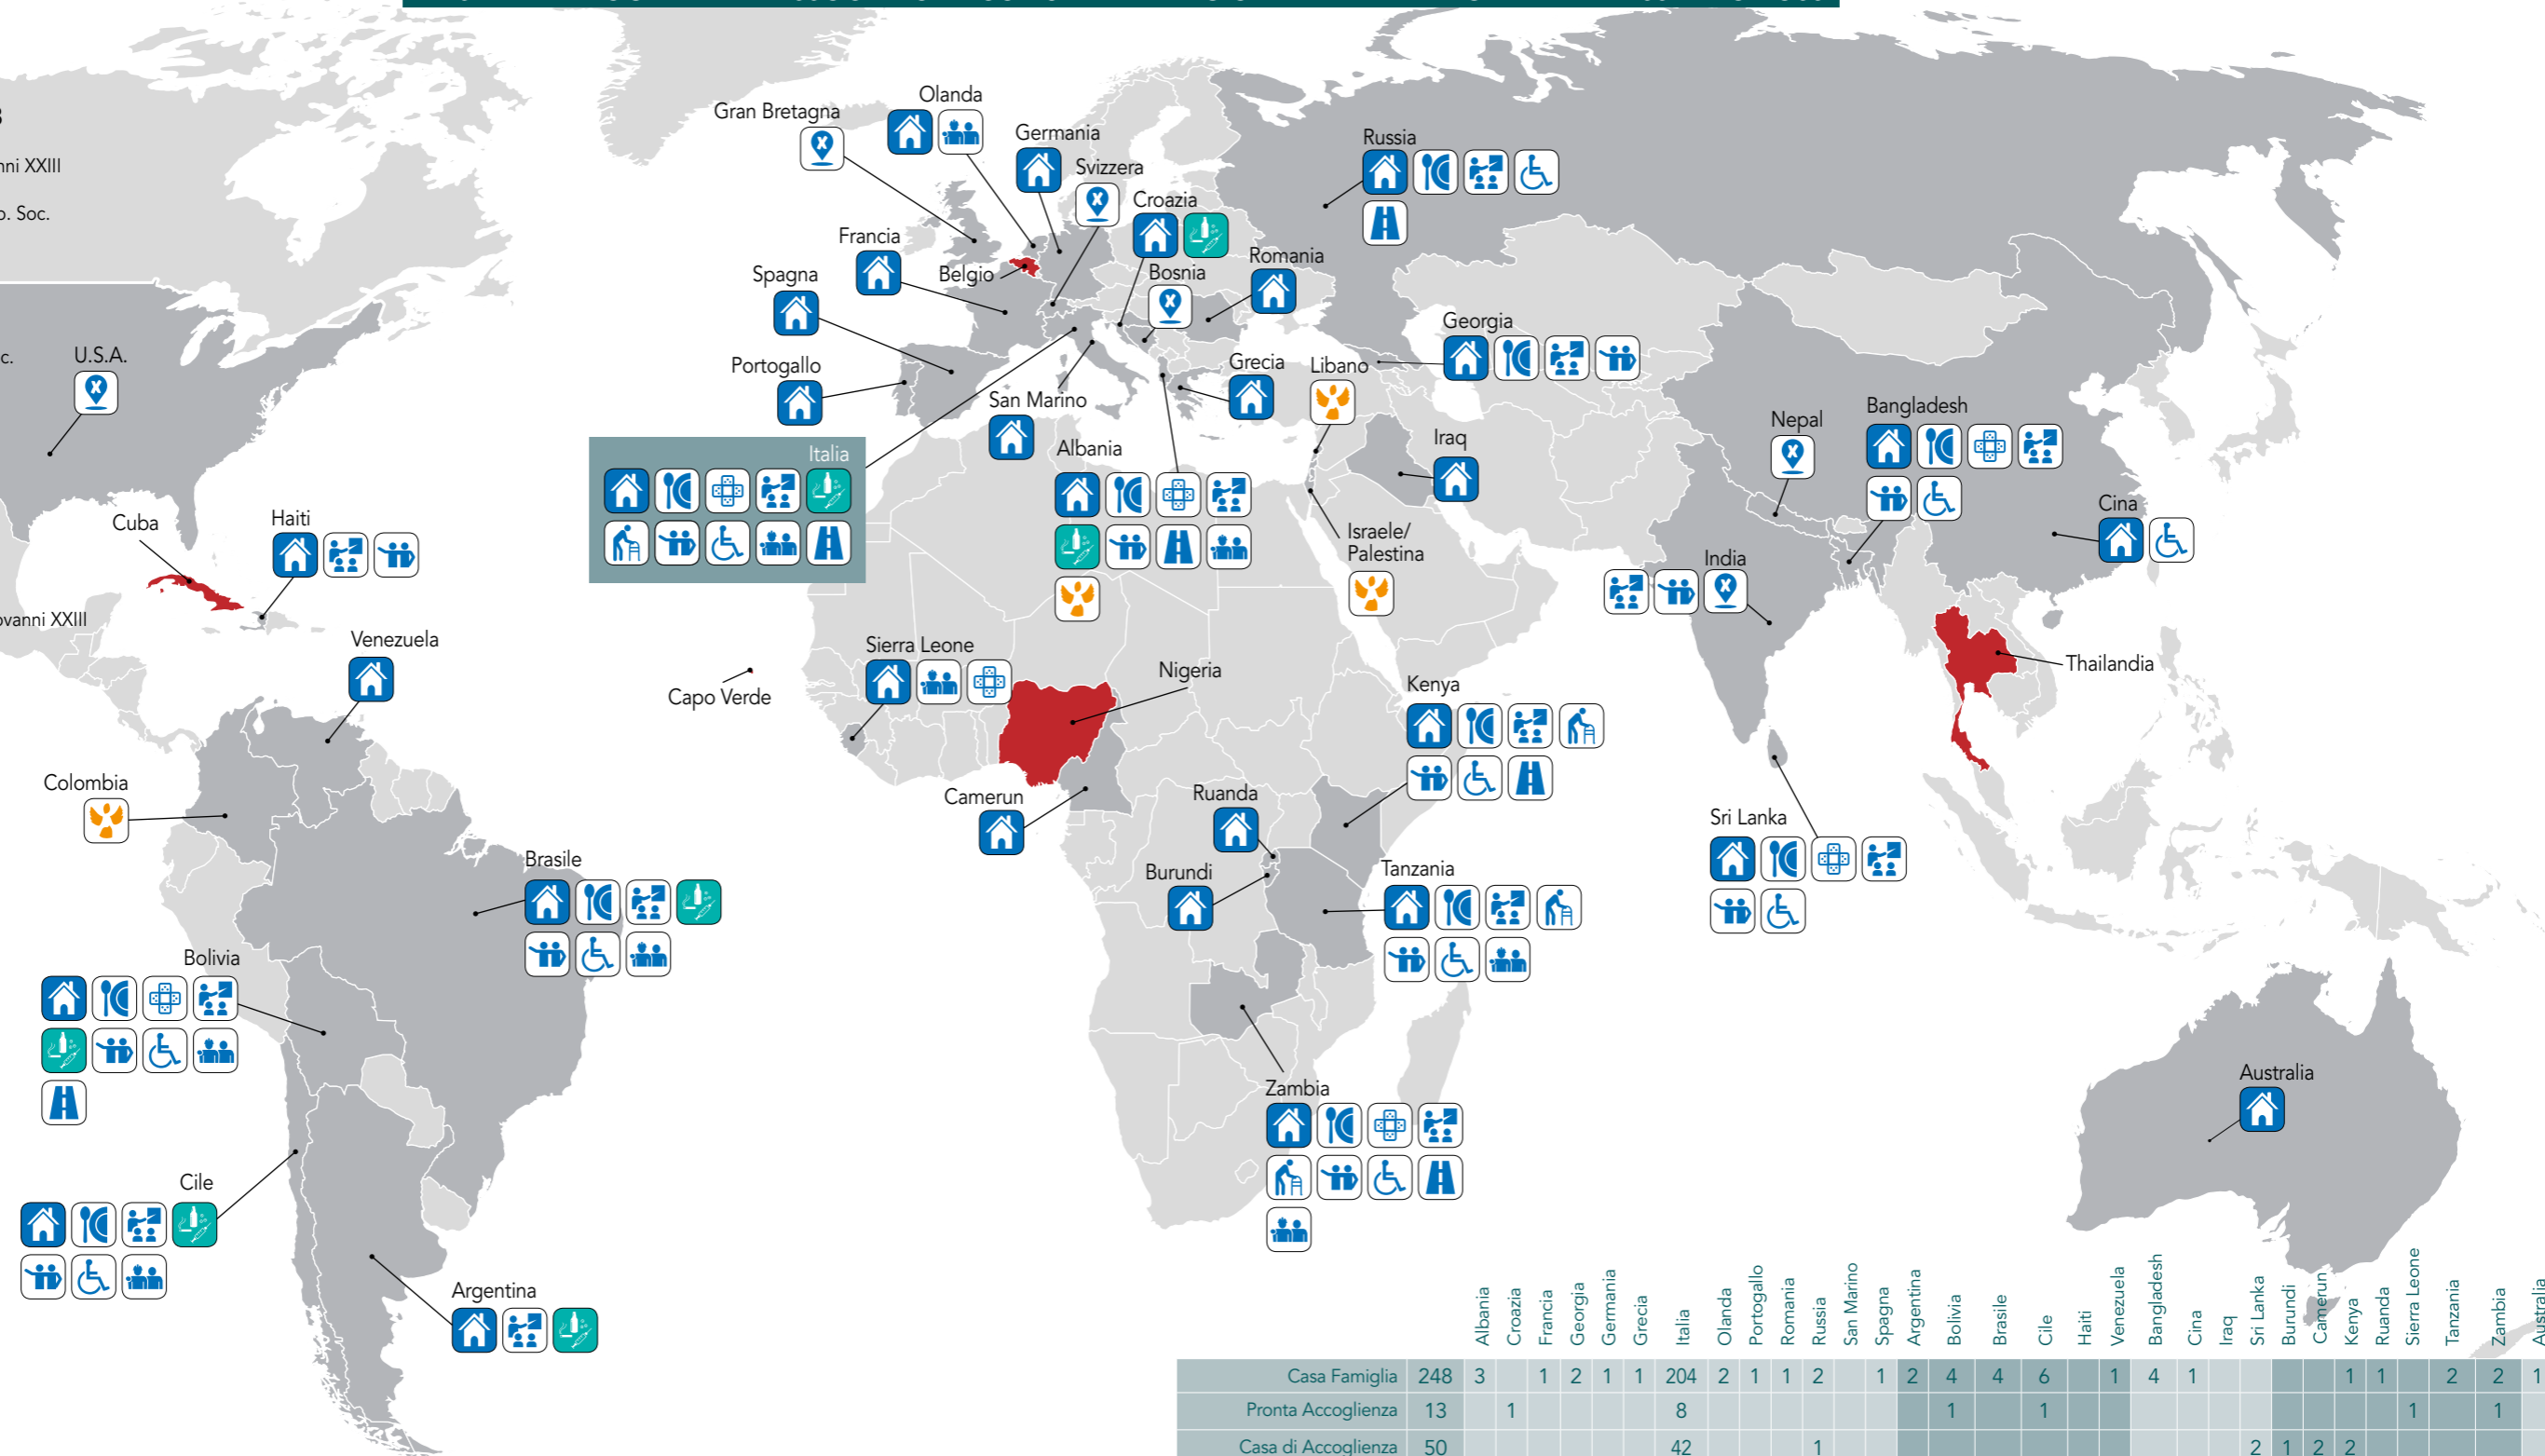 nni XXIII
o. Soc.
c.
ovanni XXIII
U.S.A.
Cuba
Haiti
Venezuela
Colombia
Brasile
Bolivia
Cile
Argentina
Gran Bretagna
Olanda
Germania
Svizzera
Croazia
Francia
Belgio
Spagna
Bosnia
Romania
Portogallo
San Marino
Grecia
Libano
Italia
Albania
Iraq
Israele/
Palestina
Russia
Georgia
Nepal
Bangladesh
Cina
India
Thailandia
Sri Lanka
Capo Verde
Sierra Leone
Nigeria
Camerun
Ruanda
Burundi
Kenya
Tanzania
Zambia
Australia
Albania Croazia Francia Georgia Germania Grecia Italia Olanda Portogallo Romania Russia San Marino Spagna Argentina Bolivia Brasile Cile Haiti Venezuela Bangladesh Cina Iraq Sri Lanka Burundi Camerun Kenya Ruanda Sierra Leone Tanzania Zambia Australia
Casa Famiglia 248 3 1 2 1 1 204 2 1 1 2 1 2 4 4 6 1 4 1 1 1 2 2 1
Pronta Accoglienza 13 1 8 1 1 1 1
Casa di Accoglienza 50 42 1 2 1 2 2